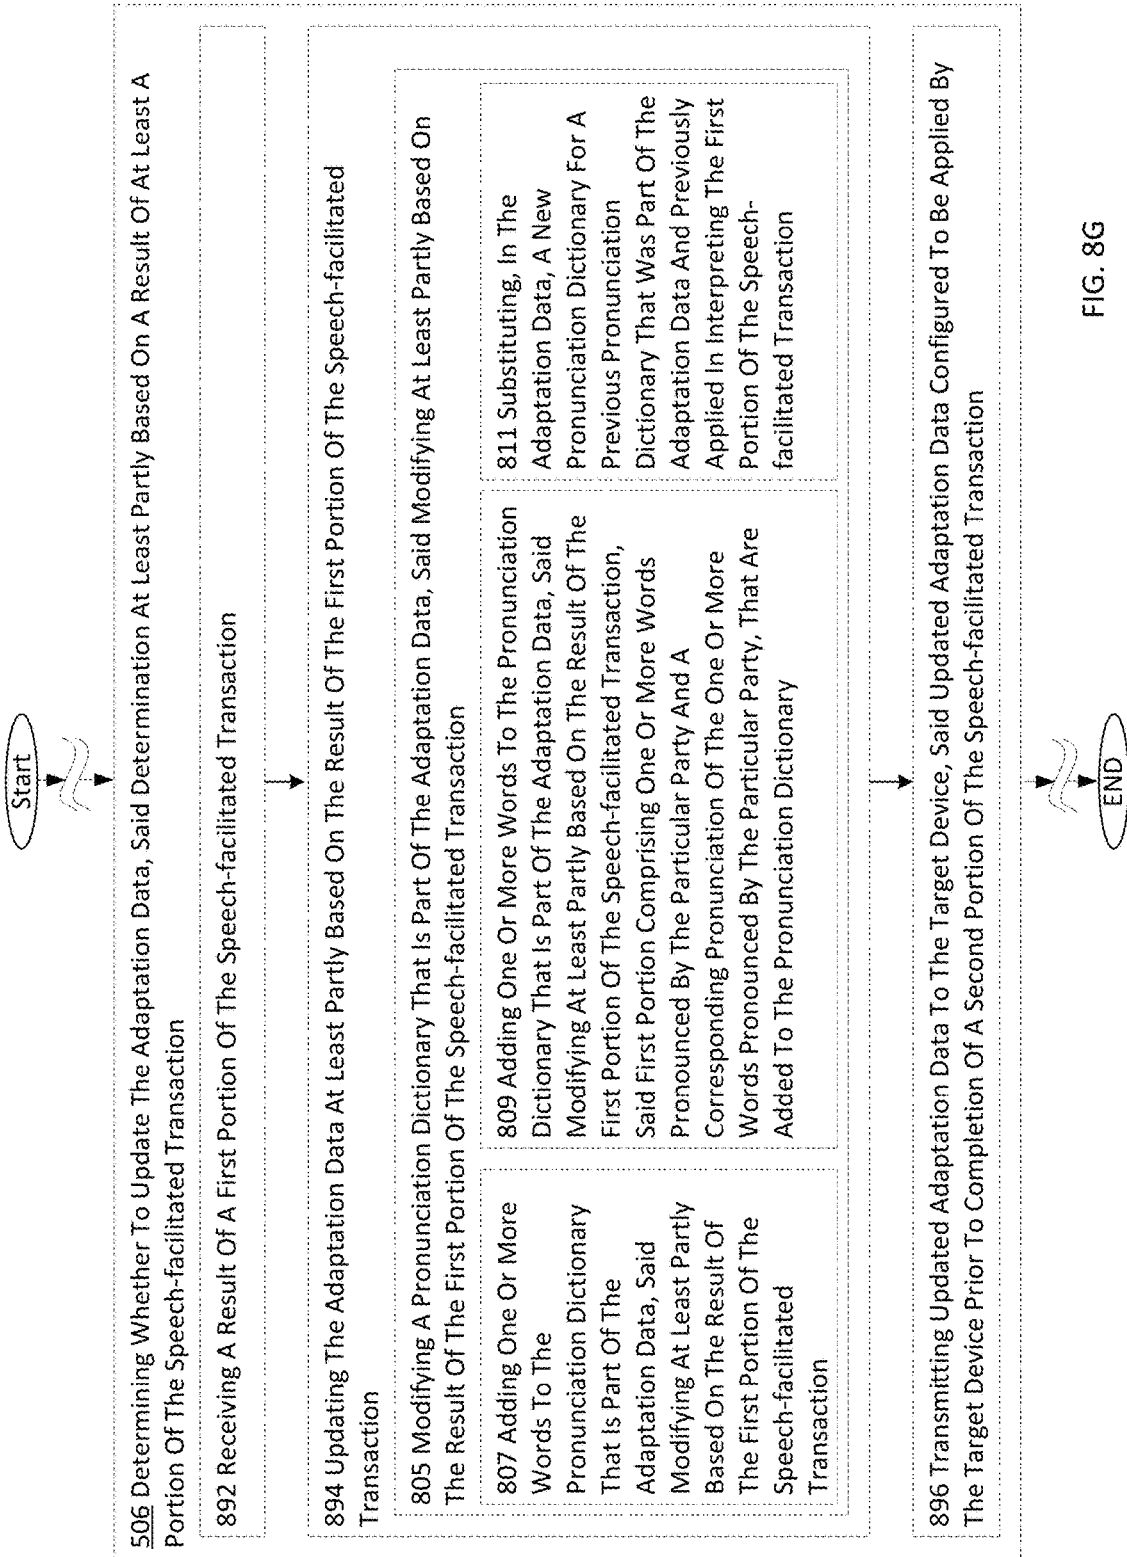 Start
506 Determining Whether To Update The Adaptation Data, Said Determination At Least Partly Based On A Result Of At Least A
Portion Of The Speech-facilitated Transaction
892 Receiving A Result Of A First Portion Of The Speech-facilitated Transaction
894 Updating The Adaptation Data At Least Partly Based On The Result Of The First Portion Of The Speech-facilitated
Transaction
805 Modifying A Pronunciation Dictionary That Is Part Of The Adaptation Data, Said Modifying At Least Partly Based On
The Result Of The First Portion Of The Speech-facilitated Transaction
807 Adding One Or More
Words To The
Pronunciation Dictionary
That Is Part Of The
Adaptation Data, Said
Modifying At Least Partly
Based On The Result Of
The First Portion Of The
Speech-facilitated
Transaction
809 Adding One Or More Words To The Pronunciation
Dictionary That Is Part Of The Adaptation Data, Said
Modifying At Least Partly Based On The Result Of The
First Portion Of The Speech-facilitated Transaction,
Said First Portion Comprising One Or More Words
Pronounced By The Particular Party And A
Corresponding Pronunciation Of The One Or More
Words Pronounced By The Particular Party, That Are
Added To The Pronunciation Dictionary
811 Substituting, In The
Adaptation Data, A New
Pronunciation Dictionary For A
Previous Pronunciation
Dictionary That Was Part Of The
Adaptation Data And Previously
Applied In Interpreting The First
Portion Of The Speech-
facilitated Transaction
896 Transmitting Updated Adaptation Data To The Target Device, Said Updated Adaptation Data Configured To Be Applied By
The Target Device Prior To Completion Of A Second Portion Of The Speech-facilitated Transaction
END
FIG. 8G